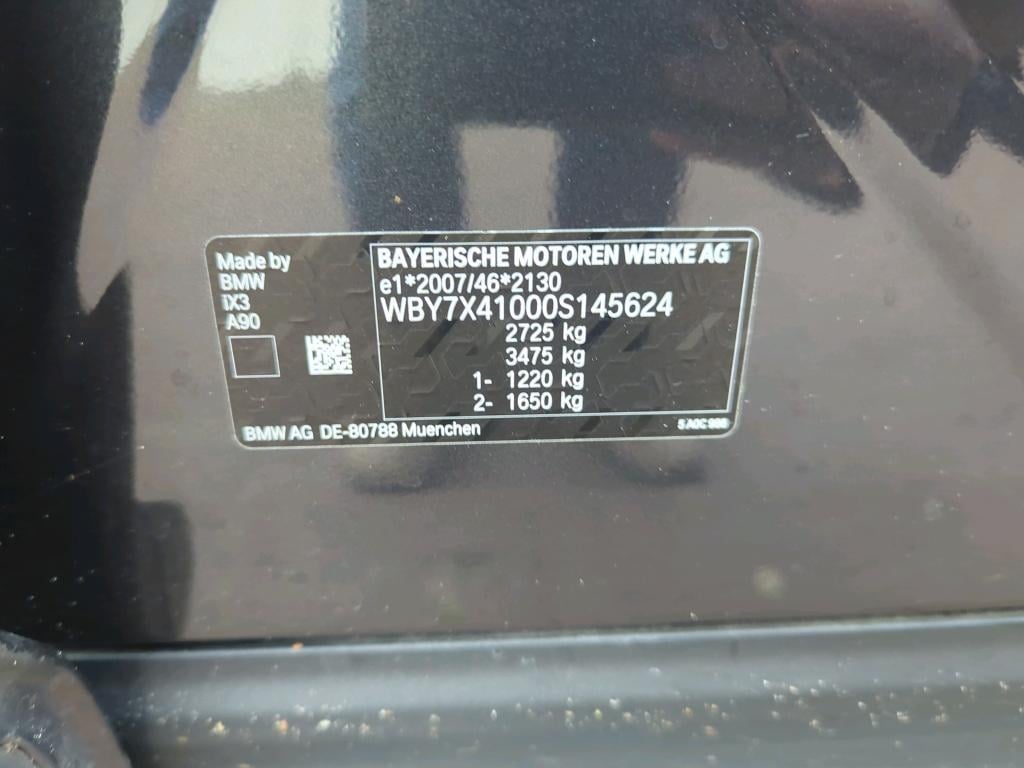 Made by
BMW
iX3
A90
BAYERISCHE MOTOREN WERKE AG
e1*2007/46*2130
WBY7X41000S145624
2725 kg
3475 kg
1- 1220 kg
2- 1650 kg
BMW AG DE-80788 Muenchen